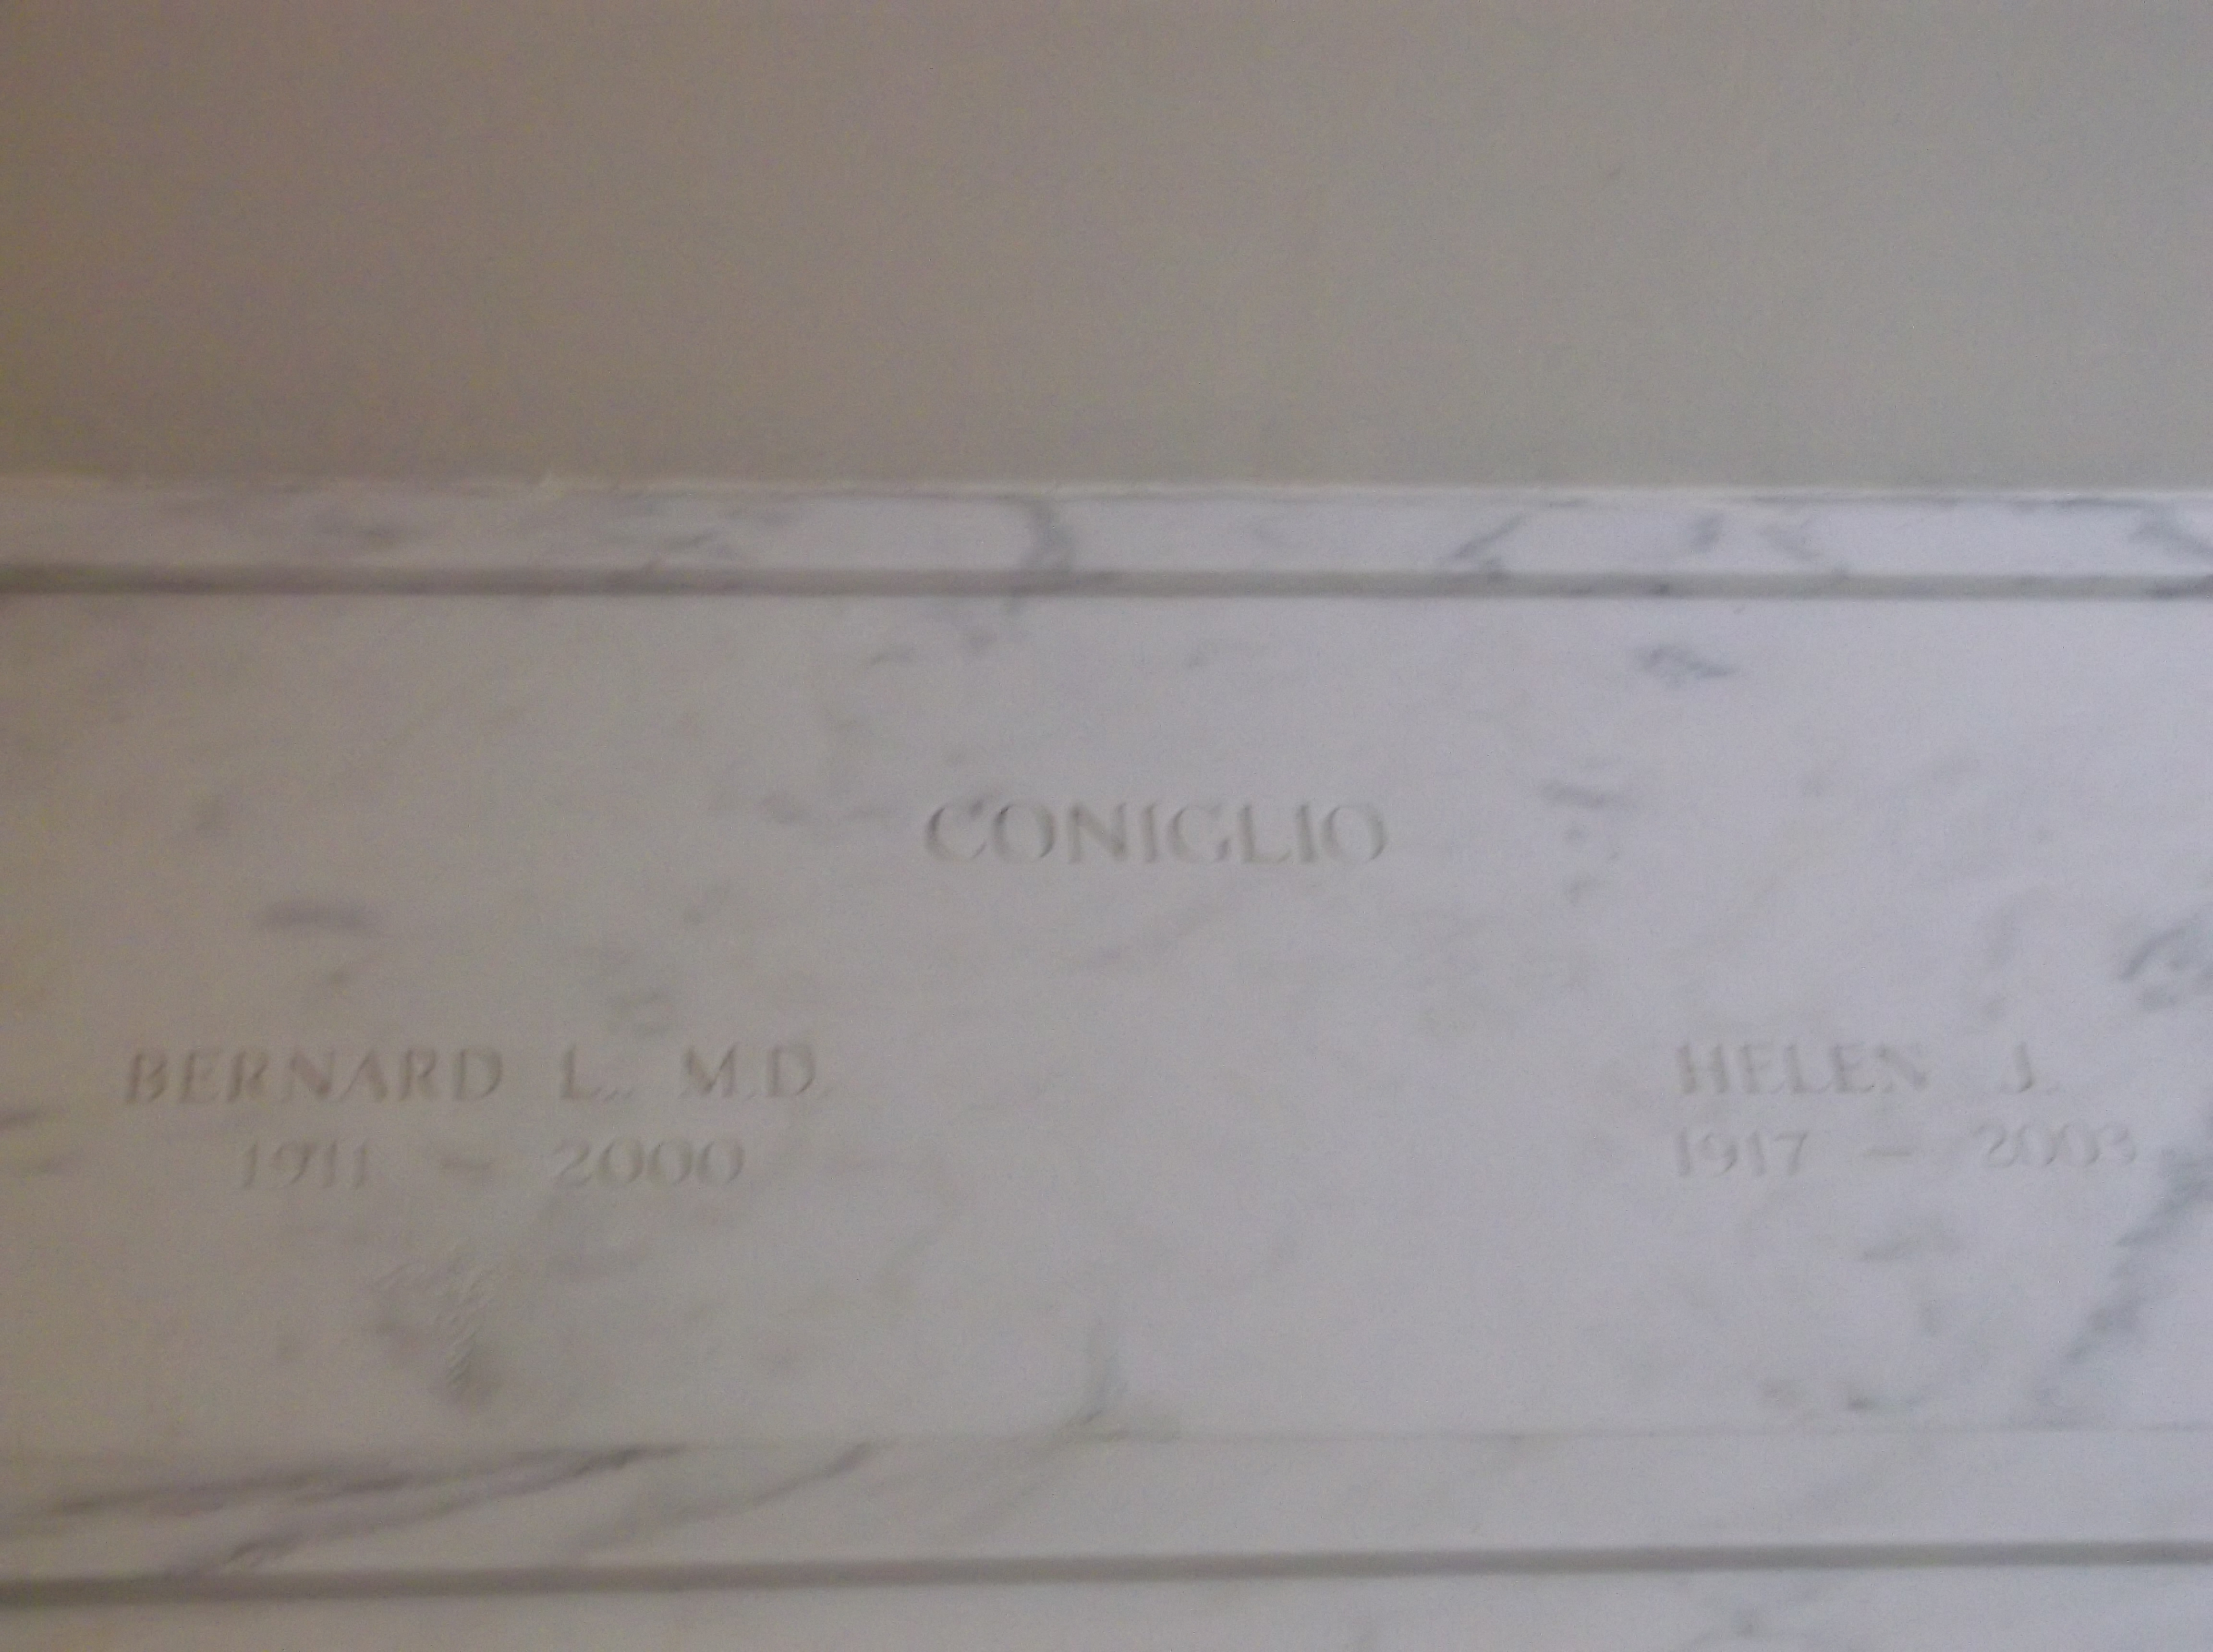 CONIGLIO
BERNARD L., M.D. HELEN J.
1911 — 2000 1917 — 2003